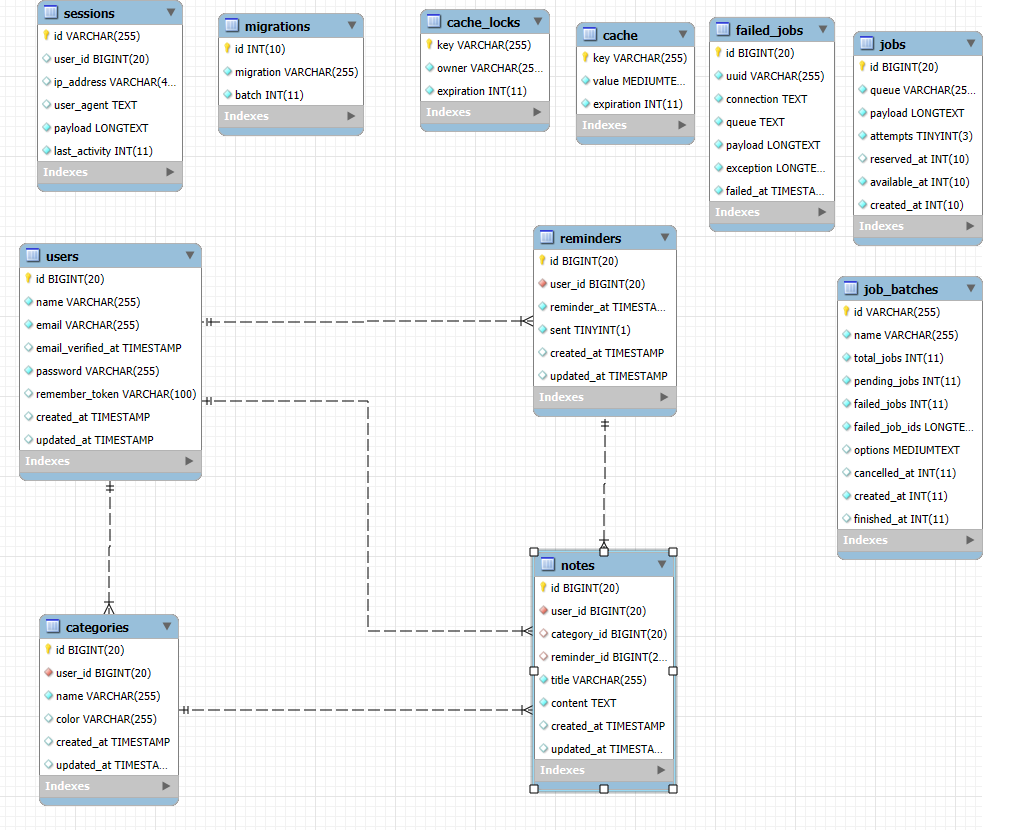 sessions
id VARCHAR(255)
user_id BIGINT(20)
ip_address VARCHAR(4...
user_agent TEXT
payload LONGTEXT
last_activity INT(11)
Indexes
migrations
id INT(10)
migration VARCHAR(255)
batch INT(11)
Indexes
cache_locks
key VARCHAR(255)
owner VARCHAR(25...
expiration INT(11)
Indexes
cache
key VARCHAR(255)
value MEDIUMTE...
expiration INT(11)
Indexes
failed_jobs
id BIGINT(20)
uuid VARCHAR(255)
connection TEXT
queue TEXT
payload LONGTEXT
exception LONGTE...
failed_at TIMESTA...
Indexes
jobs
id BIGINT(20)
queue VARCHAR(25...
payload LONGTEXT
attempts TINYINT(3)
reserved_at INT(10)
available_at INT(10)
created_at INT(10)
Indexes
users
id BIGINT(20)
name VARCHAR(255)
email VARCHAR(255)
email_verified_at TIMESTAMP
password VARCHAR(255)
remember_token VARCHAR(100)
created_at TIMESTAMP
updated_at TIMESTAMP
Indexes
reminders
id BIGINT(20)
user_id BIGINT(20)
reminder_at TIMESTA...
sent TINYINT(1)
created_at TIMESTAMP
updated_at TIMESTAMP
Indexes
job_batches
id VARCHAR(255)
name VARCHAR(255)
total_jobs INT(11)
pending_jobs INT(11)
failed_jobs INT(11)
failed_job_ids LONGTE...
options MEDIUMTEXT
cancelled_at INT(11)
created_at INT(11)
finished_at INT(11)
Indexes
categories
id BIGINT(20)
user_id BIGINT(20)
name VARCHAR(255)
color VARCHAR(255)
created_at TIMESTAMP
updated_at TIMESTA...
Indexes
notes
id BIGINT(20)
user_id BIGINT(20)
category_id BIGINT(20)
reminder_id BIGINT(2...
title VARCHAR(255)
content TEXT
created_at TIMESTAMP
updated_at TIMESTA...
Indexes